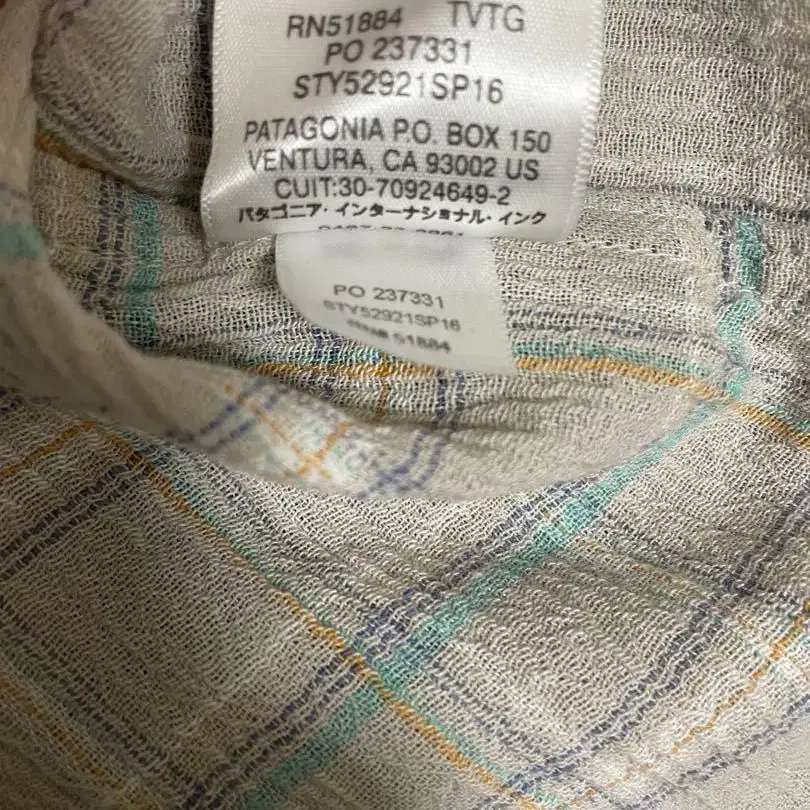 RN51884 TVTG
PO 237331
STY52921SP16
PATAGONIA P.O. BOX 150
VENTURA, CA 93002 US
CUIT:30-70924649-2
パタゴニア・インターナショナル・インク
PO 237331
STY52921SP16
51884